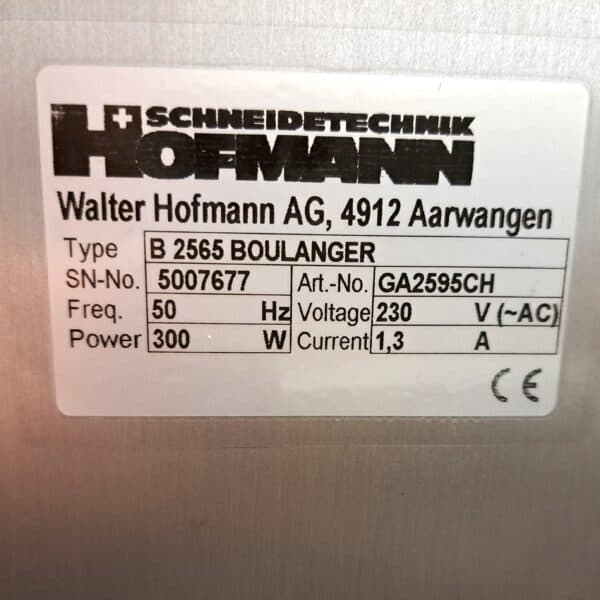 SCHNEIDETECHNIK
HOFMANN
Walter Hofmann AG, 4912 Aarwangen
Type B 2565 BOULANGER
SN-No. 5007677 Art.-No. GA2595CH
Freq. 50 Hz Voltage 230 V (~AC)
Power 300 W Current 1,3 A
CE